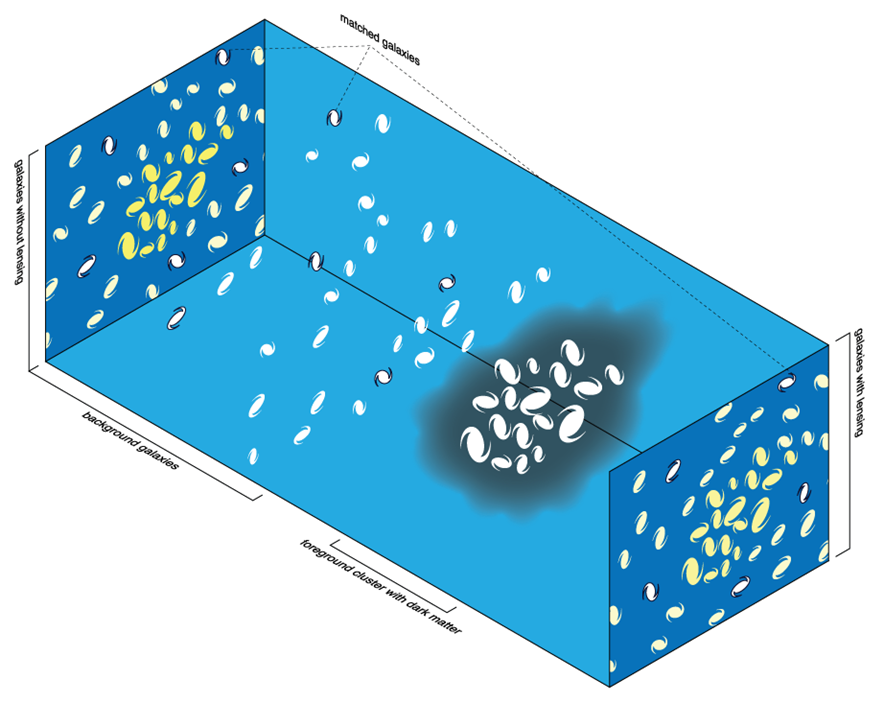 matched galaxies
galaxies without lensing
galaxies with lensing
background galaxies
foreground cluster with dark matter